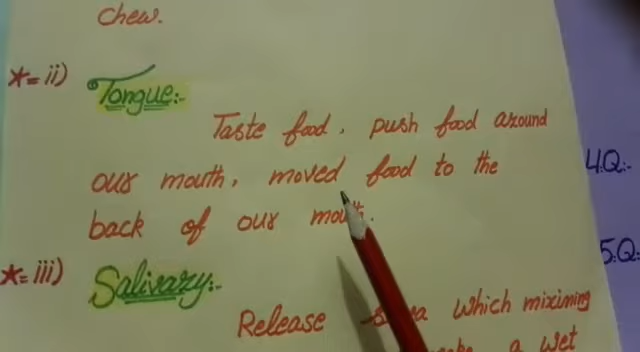 chew.
*= ii) Tongue:-
Taste food, push food around
our mouth, moved food to the
4.Q:-
back of our mouth.
5.Q:
*= iii) Salivary:-
Release which mixining
a wet